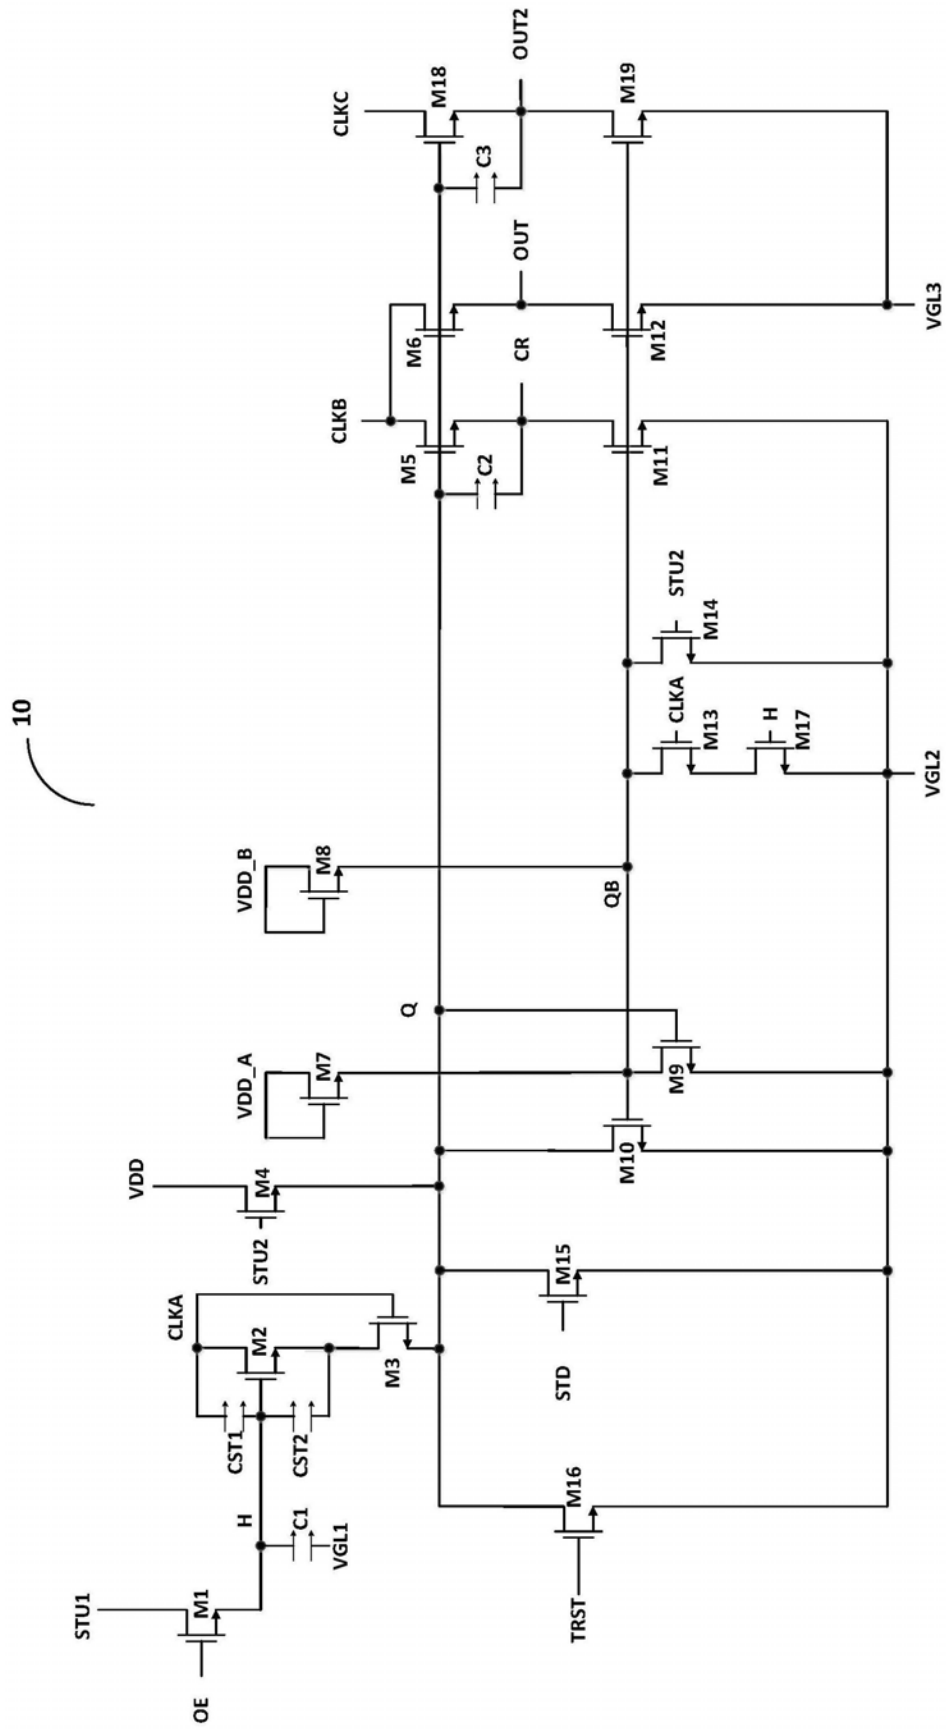 10
OE
STU1
M1
H
C1
VGL1
CST1
CST2
CLKA
M2
M3
STU2
M4
VDD
VDD_A
M7
VDD_B
M8
Q
QB
TRST
M16
STD
M15
M10
M9
CLKA
M13
H
M17
STU2
M14
VGL2
CLKB
M5
C2
CR
M11
M6
OUT
M12
CLKC
M18
C3
OUT2
M19
VGL3